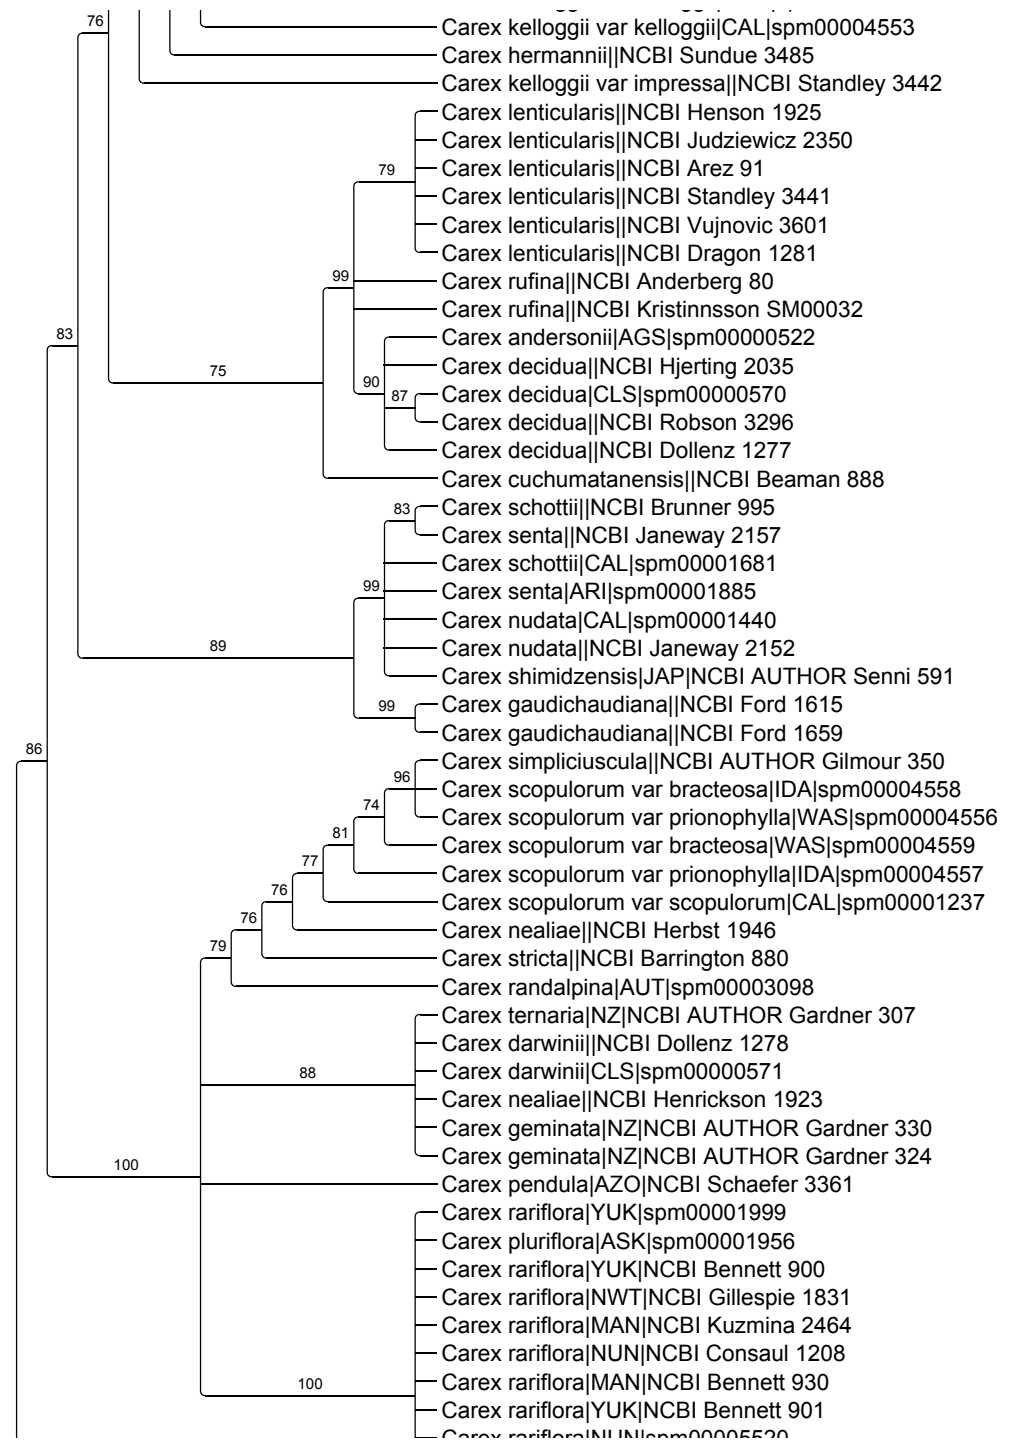 76
Carex kelloggii var kelloggii|CAL|spm00004553
Carex hermannii||NCBI Sundue 3485
Carex kelloggii var impressa||NCBI Standley 3442
Carex lenticularis||NCBI Henson 1925
Carex lenticularis||NCBI Judziewicz 2350
79
Carex lenticularis||NCBI Arez 91
Carex lenticularis||NCBI Standley 3441
Carex lenticularis||NCBI Vujnovic 3601
Carex lenticularis||NCBI Dragon 1281
99
Carex rufina||NCBI Anderberg 80
Carex rufina||NCBI Kristinnsson SM00032
83
Carex andersonii|AGS|spm00000522
75
Carex decidua||NCBI Hjerting 2035
90
87
Carex decidua|CLS|spm00000570
Carex decidua||NCBI Robson 3296
Carex decidua||NCBI Dollenz 1277
Carex cuchumatanensis||NCBI Beaman 888
83
Carex schottii||NCBI Brunner 995
Carex senta||NCBI Janeway 2157
Carex schottii|CAL|spm00001681
99
Carex senta|ARI|spm00001885
Carex nudata|CAL|spm00001440
89
Carex nudata||NCBI Janeway 2152
Carex shimidzensis|JAP|NCBI AUTHOR Senni 591
99
Carex gaudichaudiana||NCBI Ford 1615
Carex gaudichaudiana||NCBI Ford 1659
86
Carex simpliciuscula||NCBI AUTHOR Gilmour 350
96
Carex scopulorum var bracteosa|IDA|spm00004558
74
Carex scopulorum var prionophylla|WAS|spm00004556
81
Carex scopulorum var bracteosa|WAS|spm00004559
77
Carex scopulorum var prionophylla|IDA|spm00004557
76
Carex scopulorum var scopulorum|CAL|spm00001237
76
Carex nealiae||NCBI Herbst 1946
79
Carex stricta||NCBI Barrington 880
Carex randalpina|AUT|spm00003098
Carex ternaria|NZ|NCBI AUTHOR Gardner 307
Carex darwinii||NCBI Dollenz 1278
88
Carex darwinii|CLS|spm00000571
Carex nealiae||NCBI Henrickson 1923
Carex geminata|NZ|NCBI AUTHOR Gardner 330
Carex geminata|NZ|NCBI AUTHOR Gardner 324
100
Carex pendula|AZO|NCBI Schaefer 3361
Carex rariflora|YUK|spm00001999
Carex pluriflora|ASK|spm00001956
Carex rariflora|YUK|NCBI Bennett 900
Carex rariflora|NWT|NCBI Gillespie 1831
Carex rariflora|MAN|NCBI Kuzmina 2464
Carex rariflora|NUN|NCBI Consaul 1208
100
Carex rariflora|MAN|NCBI Bennett 930
Carex rariflora|YUK|NCBI Bennett 901
Carex rariflora|NUN|spm00005520